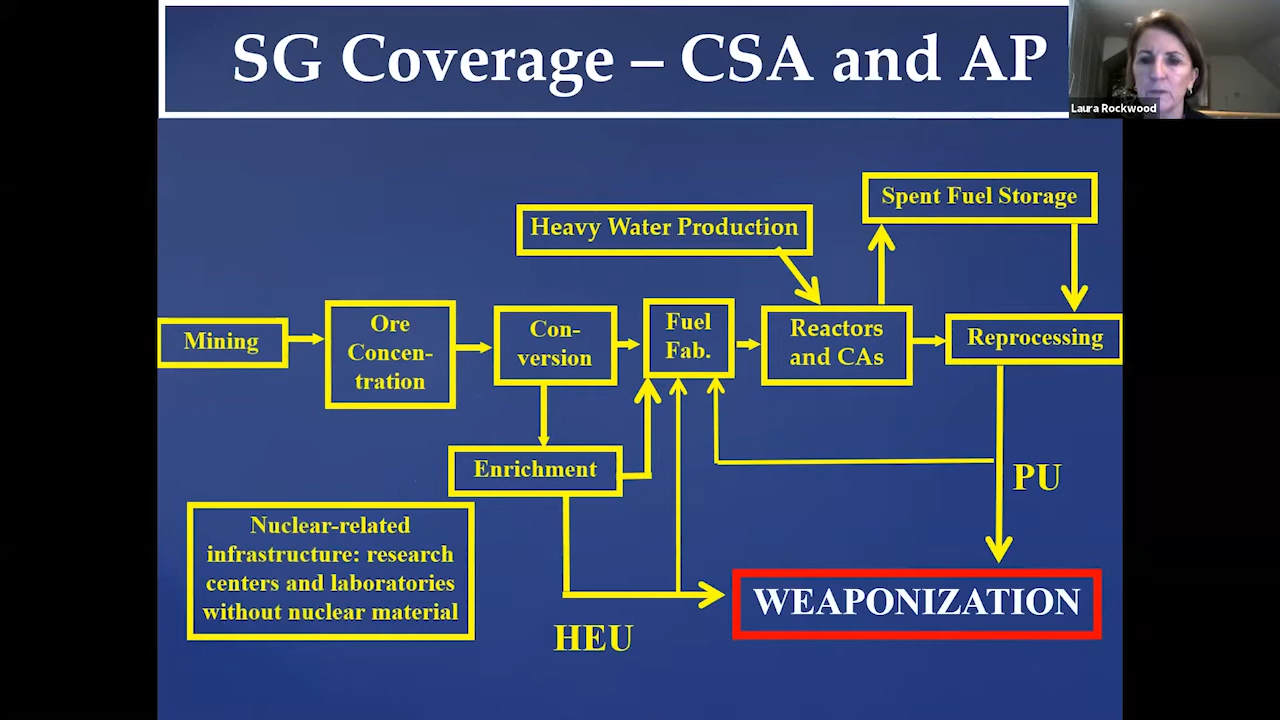 SG Coverage – CSA and AP
Laura Rockwood
Spent Fuel Storage
Heavy Water Production
Mining
Ore
Concen-
tration
Con-
version
Fuel
Fab.
Reactors
and CAs
Reprocessing
Enrichment
PU
Nuclear-related
infrastructure: research
centers and laboratories
without nuclear material
WEAPONIZATION
HEU